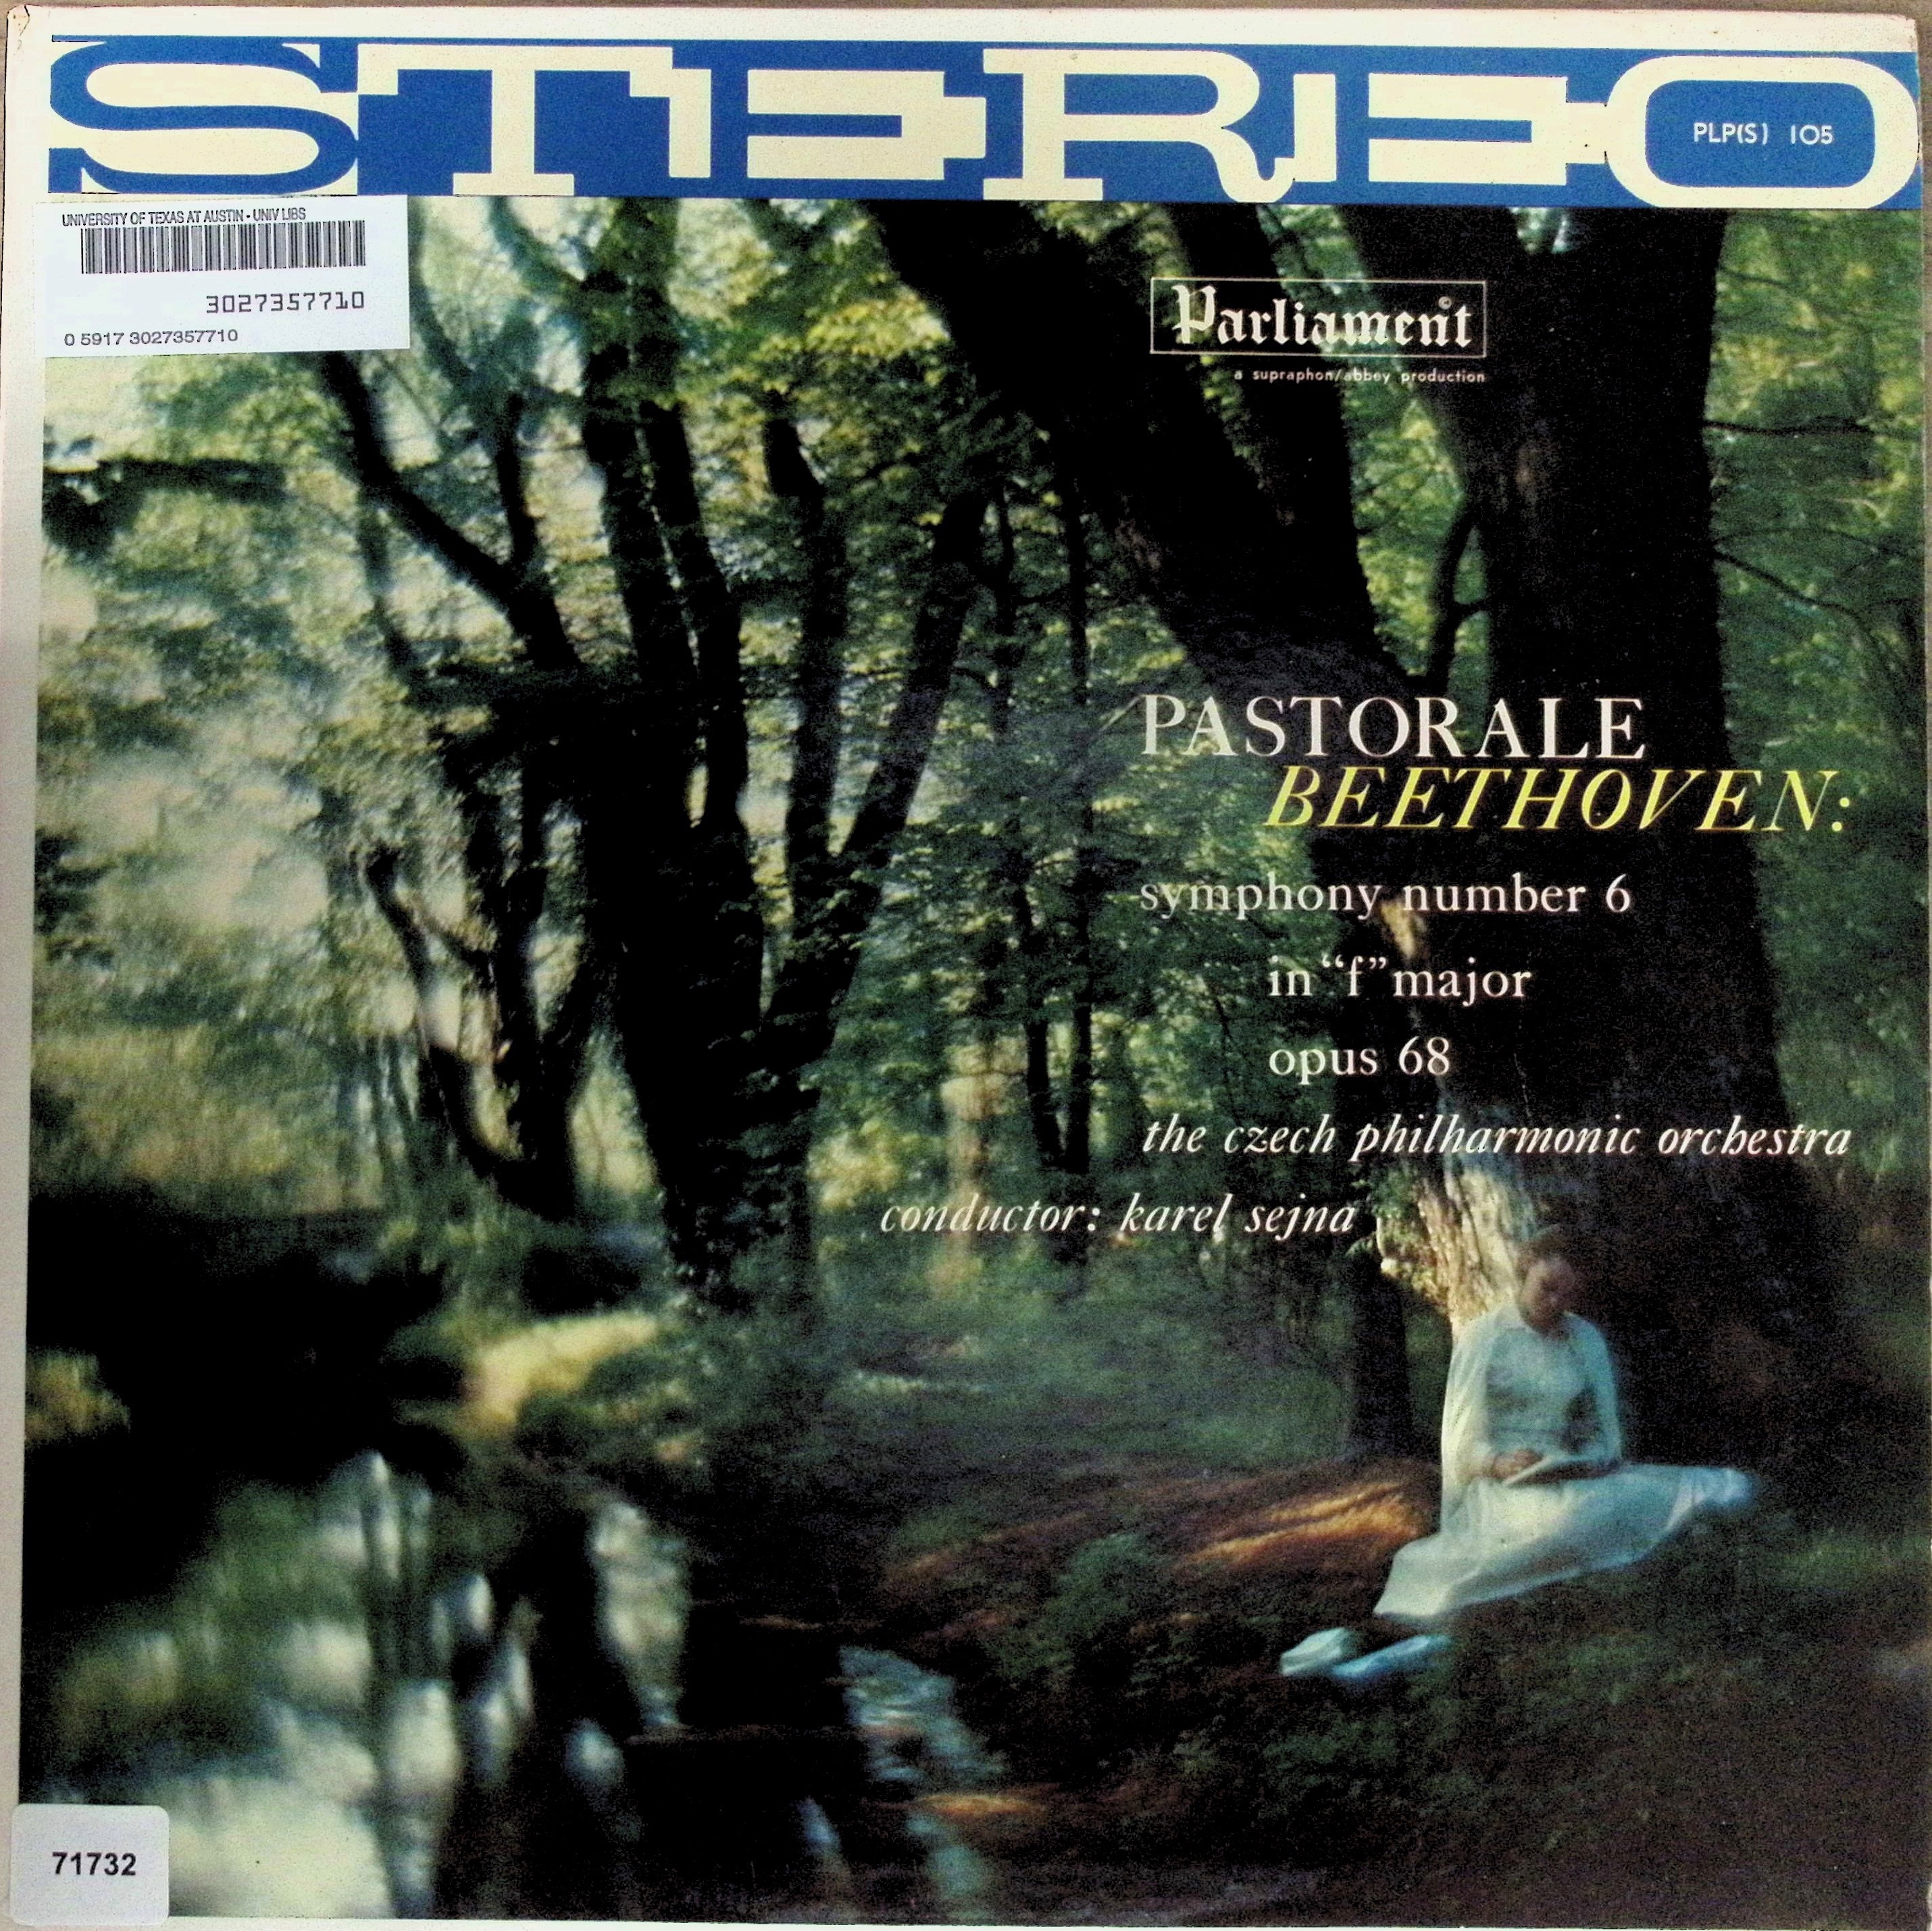 STEREO
PLP(S) 105
UNIVERSITY OF TEXAS AT AUSTIN - UNIV LIBS
3027357710
0 5917 3027357710
Parliament
a supraphon/abbey production
PASTORALE
BEETHOVEN:
symphony number 6
in "f" major
opus 68
the czech philharmonic orchestra
conductor: karel sejna
71732